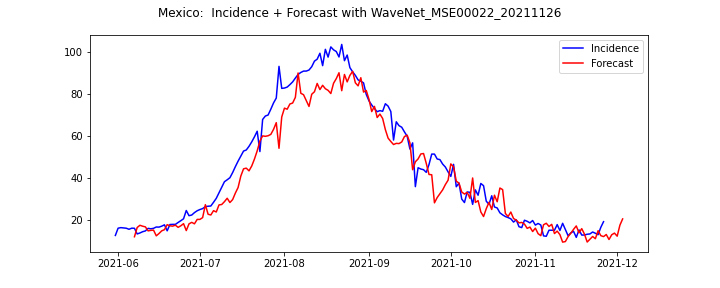 Mexico:  Incidence + Forecast with WaveNet_MSE00022_20211126
Incidence
Forecast
100
80
60
40
20
2021-06 2021-07 2021-08 2021-09 2021-10 2021-11 2021-12